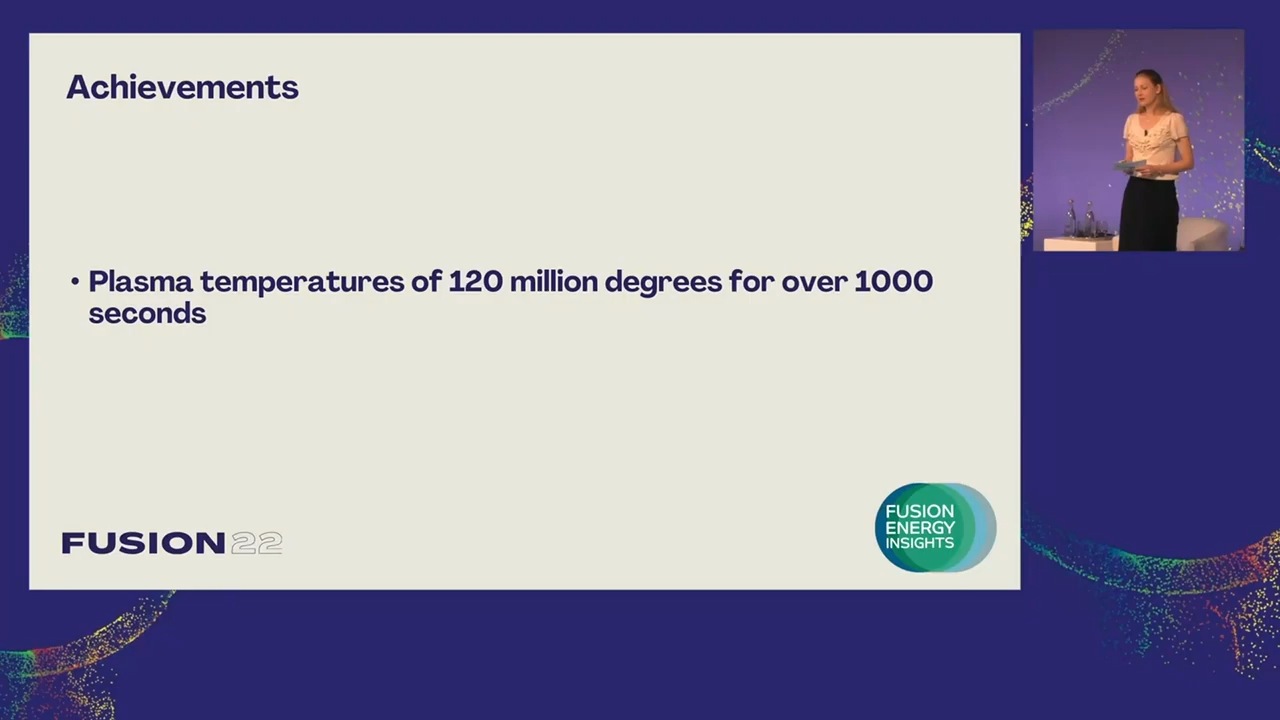 Achievements
• Plasma temperatures of 120 million degrees for over 1000
seconds
FUSION22
FUSION
ENERGY
INSIGHTS